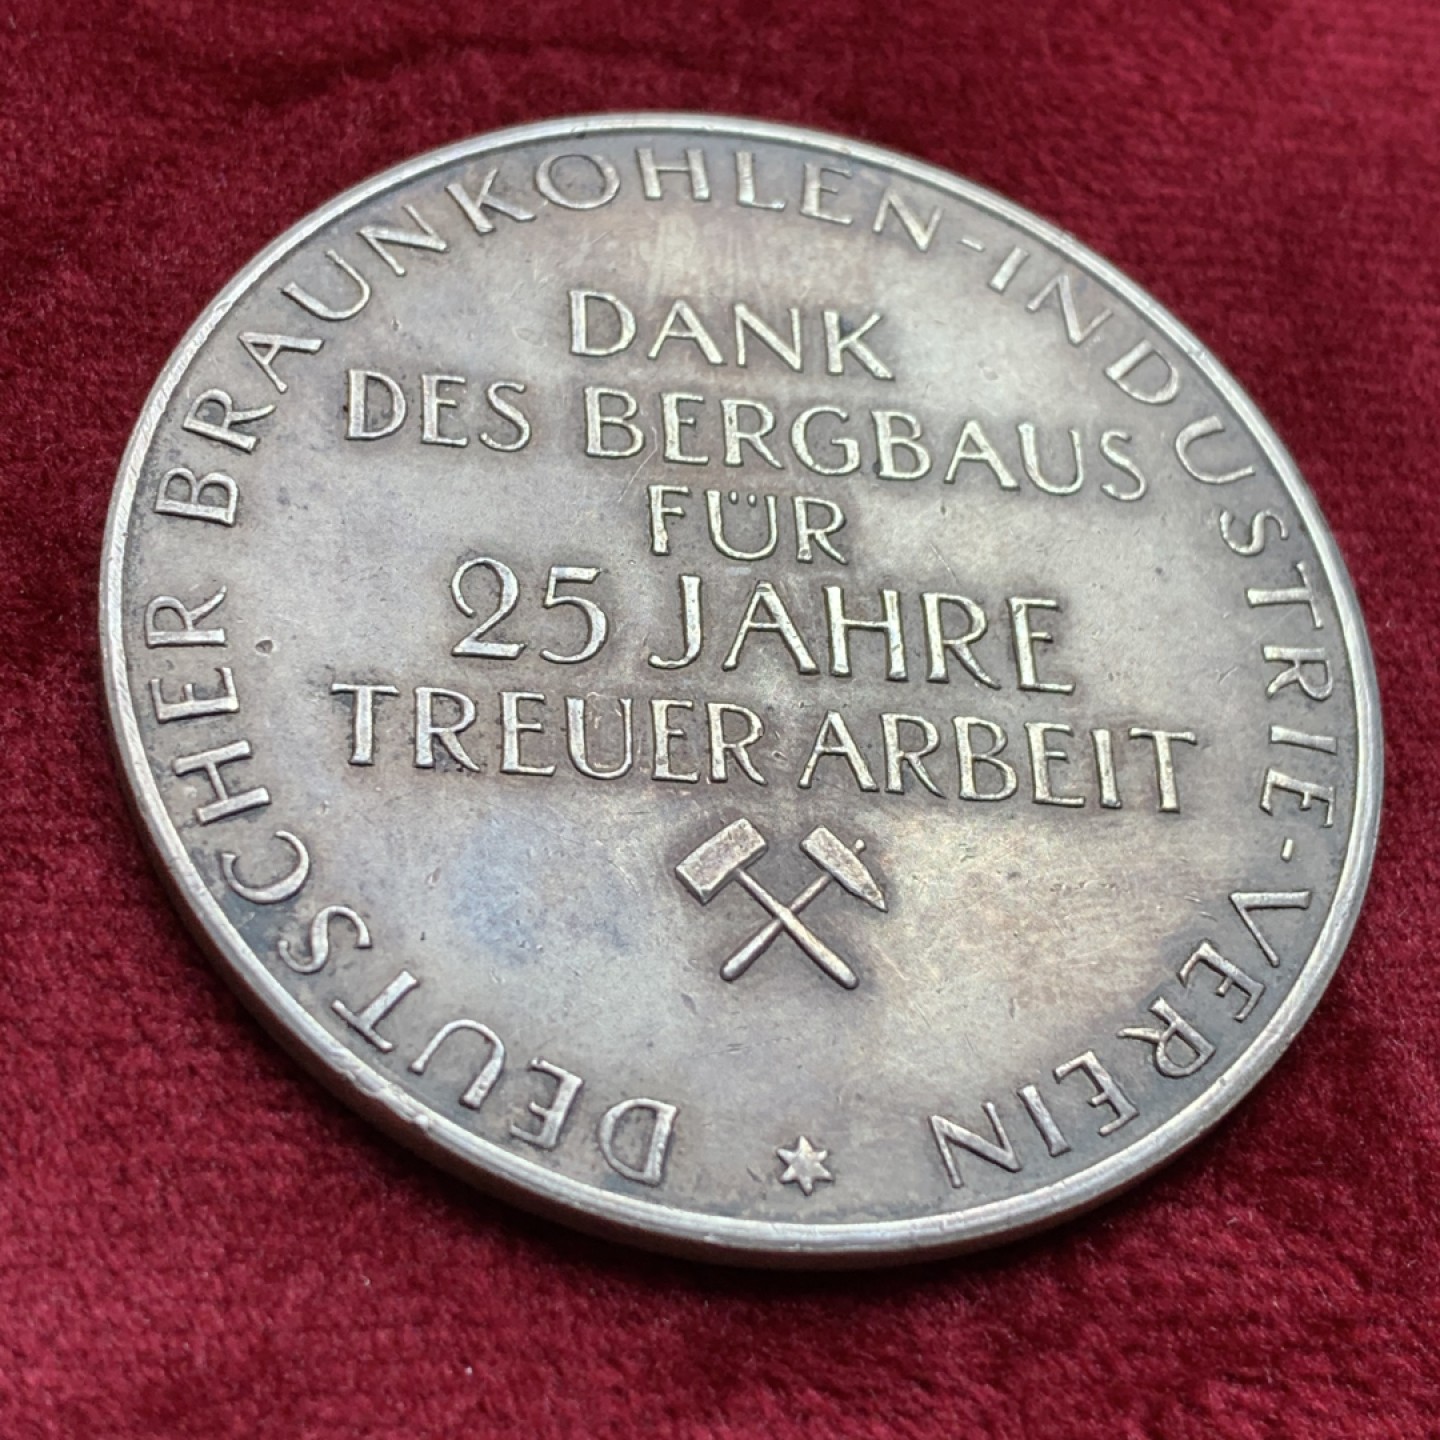 DEUTSCHER BRAUNKOHLEN-INDUSTRIE-VEREIN
DANK
DES BERGBAUS
FÜR
25 JAHRE
TREUER ARBEIT